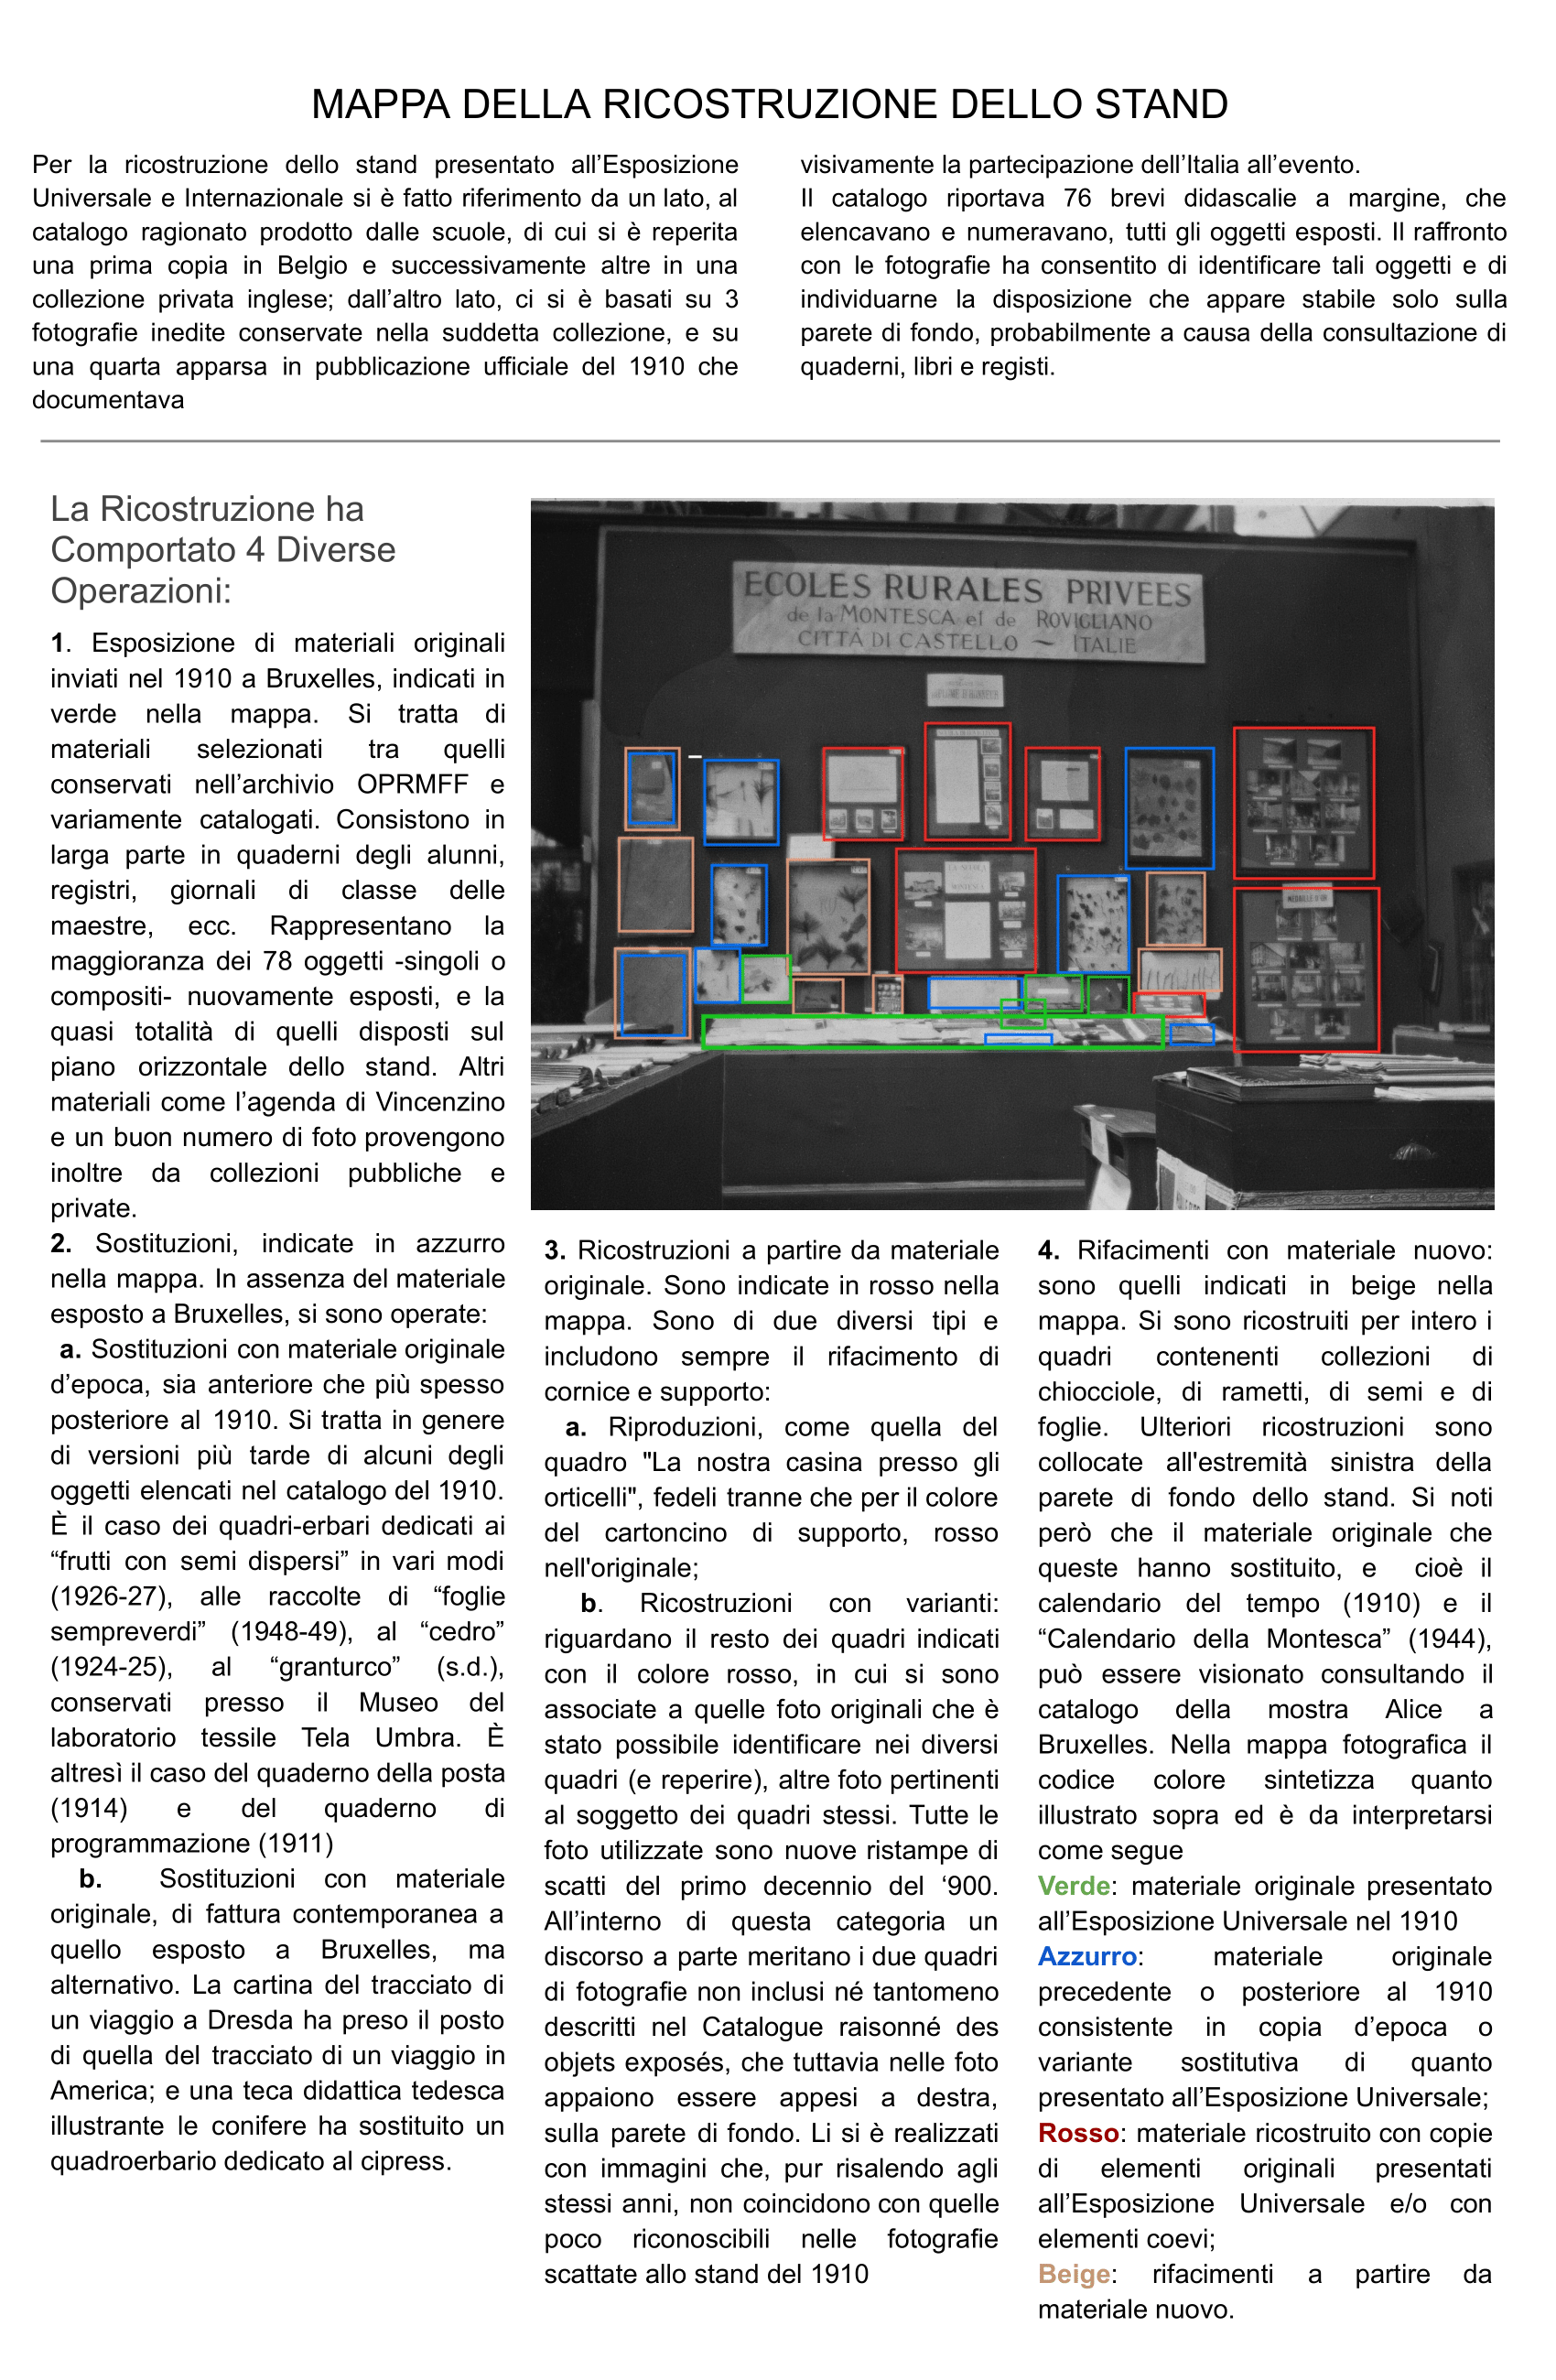 MAPPA DELLA RICOSTRUZIONE DELLO STAND
Per la ricostruzione dello stand presentato all’Esposizione
Universale e Internazionale si è fatto riferimento da un lato, al
catalogo ragionato prodotto dalle scuole, di cui si è reperita
una prima copia in Belgio e successivamente altre in una
collezione privata inglese; dall’altro lato, ci si è basati su 3
fotografie inedite conservate nella suddetta collezione, e su
una quarta apparsa in pubblicazione ufficiale del 1910 che
documentava
visivamente la partecipazione dell’Italia all’evento.
Il catalogo riportava 76 brevi didascalie a margine, che
elencavano e numeravano, tutti gli oggetti esposti. Il raffronto
con le fotografie ha consentito di identificare tali oggetti e di
individuarne la disposizione che appare stabile solo sulla
parete di fondo, probabilmente a causa della consultazione di
quaderni, libri e registi.
La Ricostruzione ha
Comportato 4 Diverse
Operazioni:
1. Esposizione di materiali originali
inviati nel 1910 a Bruxelles, indicati in
verde nella mappa. Si tratta di
materiali selezionati tra quelli
conservati nell’archivio OPRMFF e
variamente catalogati. Consistono in
larga parte in quaderni degli alunni,
registri, giornali di classe delle
maestre, ecc. Rappresentano la
maggioranza dei 78 oggetti -singoli o
compositi- nuovamente esposti, e la
quasi totalità di quelli disposti sul
piano orizzontale dello stand. Altri
materiali come l’agenda di Vincenzino
e un buon numero di foto provengono
inoltre da collezioni pubbliche e
private.
2. Sostituzioni, indicate in azzurro
nella mappa. In assenza del materiale
esposto a Bruxelles, si sono operate:
a. Sostituzioni con materiale originale
d’epoca, sia anteriore che più spesso
posteriore al 1910. Si tratta in genere
di versioni più tarde di alcuni degli
oggetti elencati nel catalogo del 1910.
È il caso dei quadri-erbari dedicati ai
“frutti con semi dispersi” in vari modi
(1926-27), alle raccolte di “foglie
sempreverdi” (1948-49), al “cedro”
(1924-25), al “granturco” (s.d.),
conservati presso il Museo del
laboratorio tessile Tela Umbra. È
altresì il caso del quaderno della posta
(1914) e del quaderno di
programmazione (1911)
b. Sostituzioni con materiale
originale, di fattura contemporanea a
quello esposto a Bruxelles, ma
alternativo. La cartina del tracciato di
un viaggio a Dresda ha preso il posto
di quella del tracciato di un viaggio in
America; e una teca didattica tedesca
illustrante le conifere ha sostituito un
quadroerbario dedicato al cipress.
ECOLES RURALES PRIVEES
de la MONTESCA et de ROVIGLIANO
CITTÀ DI CASTELLO ~ ITALIE
MEDAILLE D'OR
3. Ricostruzioni a partire da materiale
originale. Sono indicate in rosso nella
mappa. Sono di due diversi tipi e
includono sempre il rifacimento di
cornice e supporto:
a. Riproduzioni, come quella del
quadro "La nostra casina presso gli
orticelli", fedeli tranne che per il colore
del cartoncino di supporto, rosso
nell'originale;
b. Ricostruzioni con varianti:
riguardano il resto dei quadri indicati
con il colore rosso, in cui si sono
associate a quelle foto originali che è
stato possibile identificare nei diversi
quadri (e reperire), altre foto pertinenti
al soggetto dei quadri stessi. Tutte le
foto utilizzate sono nuove ristampe di
scatti del primo decennio del ‘900.
All’interno di questa categoria un
discorso a parte meritano i due quadri
di fotografie non inclusi né tantomeno
descritti nel Catalogue raisonné des
objets exposés, che tuttavia nelle foto
appaiono essere appesi a destra,
sulla parete di fondo. Li si è realizzati
con immagini che, pur risalendo agli
stessi anni, non coincidono con quelle
poco riconoscibili nelle fotografie
scattate allo stand del 1910
4. Rifacimenti con materiale nuovo:
sono quelli indicati in beige nella
mappa. Si sono ricostruiti per intero i
quadri contenenti collezioni di
chiocciole, di rametti, di semi e di
foglie. Ulteriori ricostruzioni sono
collocate all'estremità sinistra della
parete di fondo dello stand. Si noti
però che il materiale originale che
queste hanno sostituito, e cioè il
calendario del tempo (1910) e il
“Calendario della Montesca” (1944),
può essere visionato consultando il
catalogo della mostra Alice a
Bruxelles. Nella mappa fotografica il
codice colore sintetizza quanto
illustrato sopra ed è da interpretarsi
come segue
Verde: materiale originale presentato
all’Esposizione Universale nel 1910
Azzurro: materiale originale
precedente o posteriore al 1910
consistente in copia d’epoca o
variante sostitutiva di quanto
presentato all’Esposizione Universale;
Rosso: materiale ricostruito con copie
di elementi originali presentati
all’Esposizione Universale e/o con
elementi coevi;
Beige: rifacimenti a partire da
materiale nuovo.